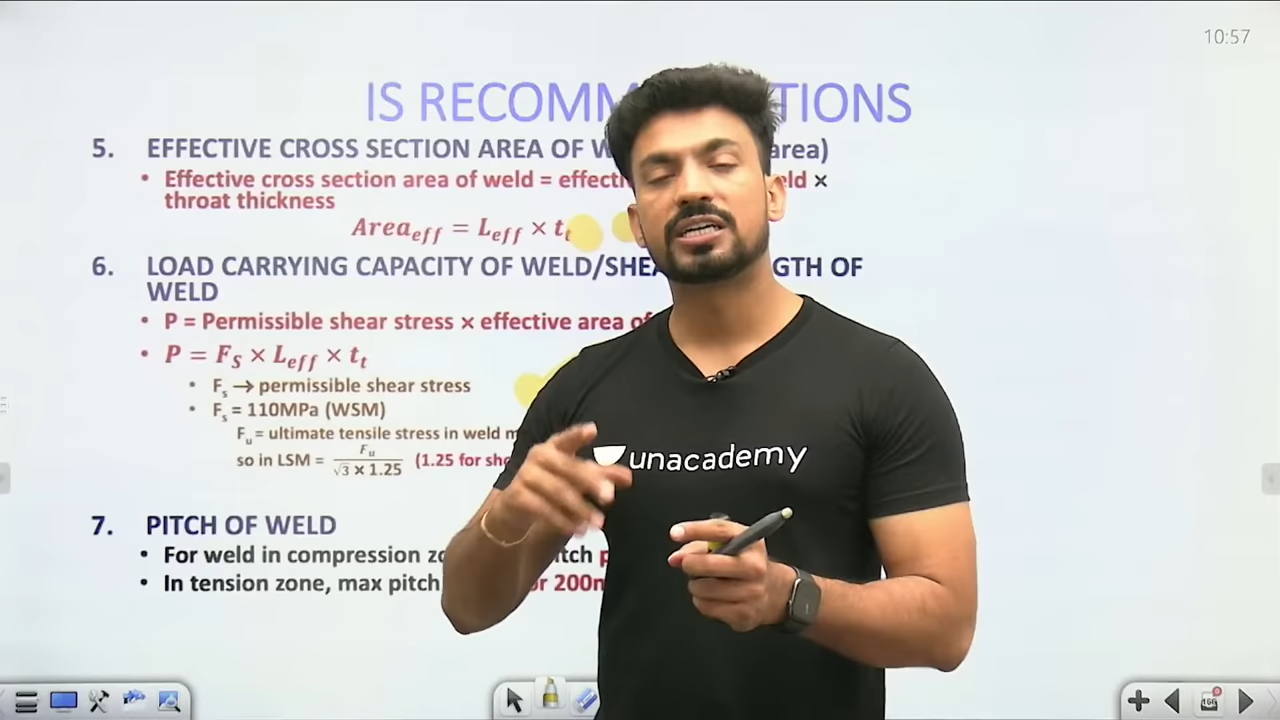 10:57
IS RECOMM TIONS
5. EFFECTIVE CROSS SECTION AREA OF W area)
• Effective cross section area of weld = effecti eld ×
throat thickness
Area_eff = L_eff × t_t
6. LOAD CARRYING CAPACITY OF WELD/SHEA GTH OF
WELD
• P = Permissible shear stress × effective area of
• P = F_S × L_eff × t_t
• F_s → permissible shear stress
• F_s = 110MPa (WSM)
F_u = ultimate tensile stress in weld m
so in LSM = F_u / √3 × 1.25 (1.25 for sho
7. PITCH OF WELD
• For weld in compression zo itch p
• In tension zone, max pitch or 200m
unacademy
166